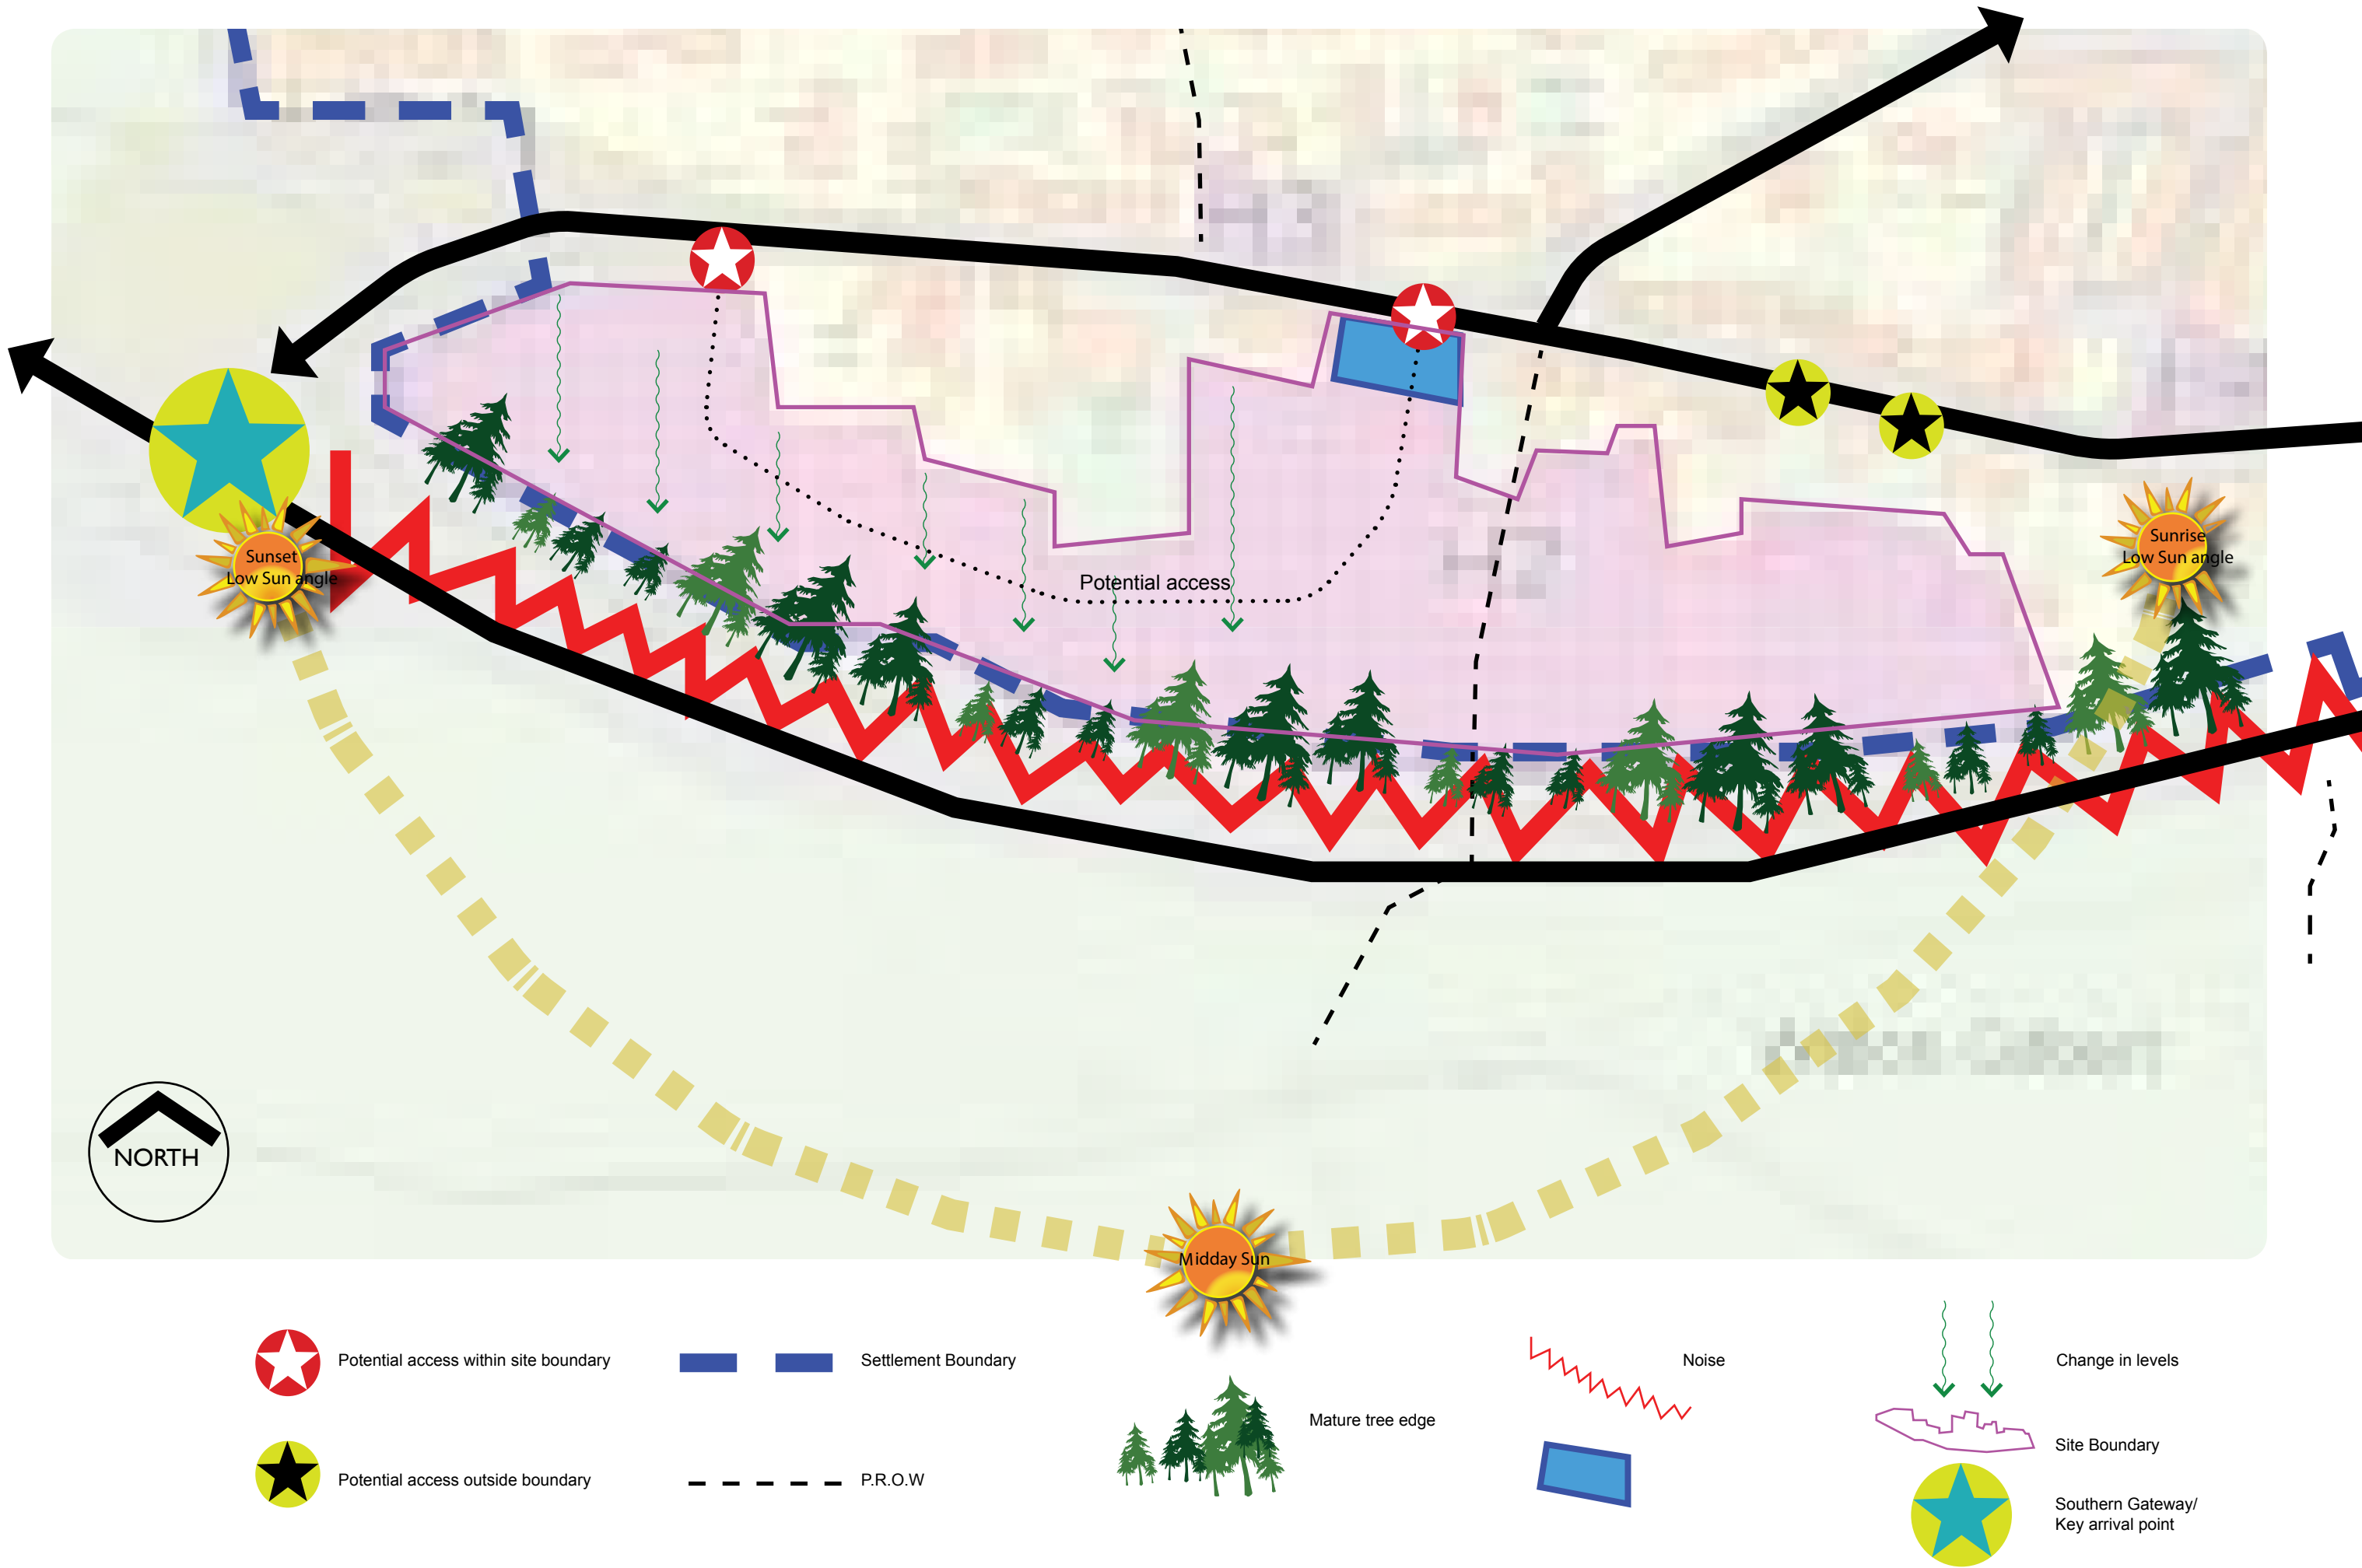 Sunset
Low Sun angle
Potential access
Sunrise
Low Sun angle
NORTH
Midday Sun
Potential access within site boundary
Settlement Boundary
Noise
Change in levels
Mature tree edge
Site Boundary
Potential access outside boundary
P.R.O.W
Southern Gateway/
Key arrival point